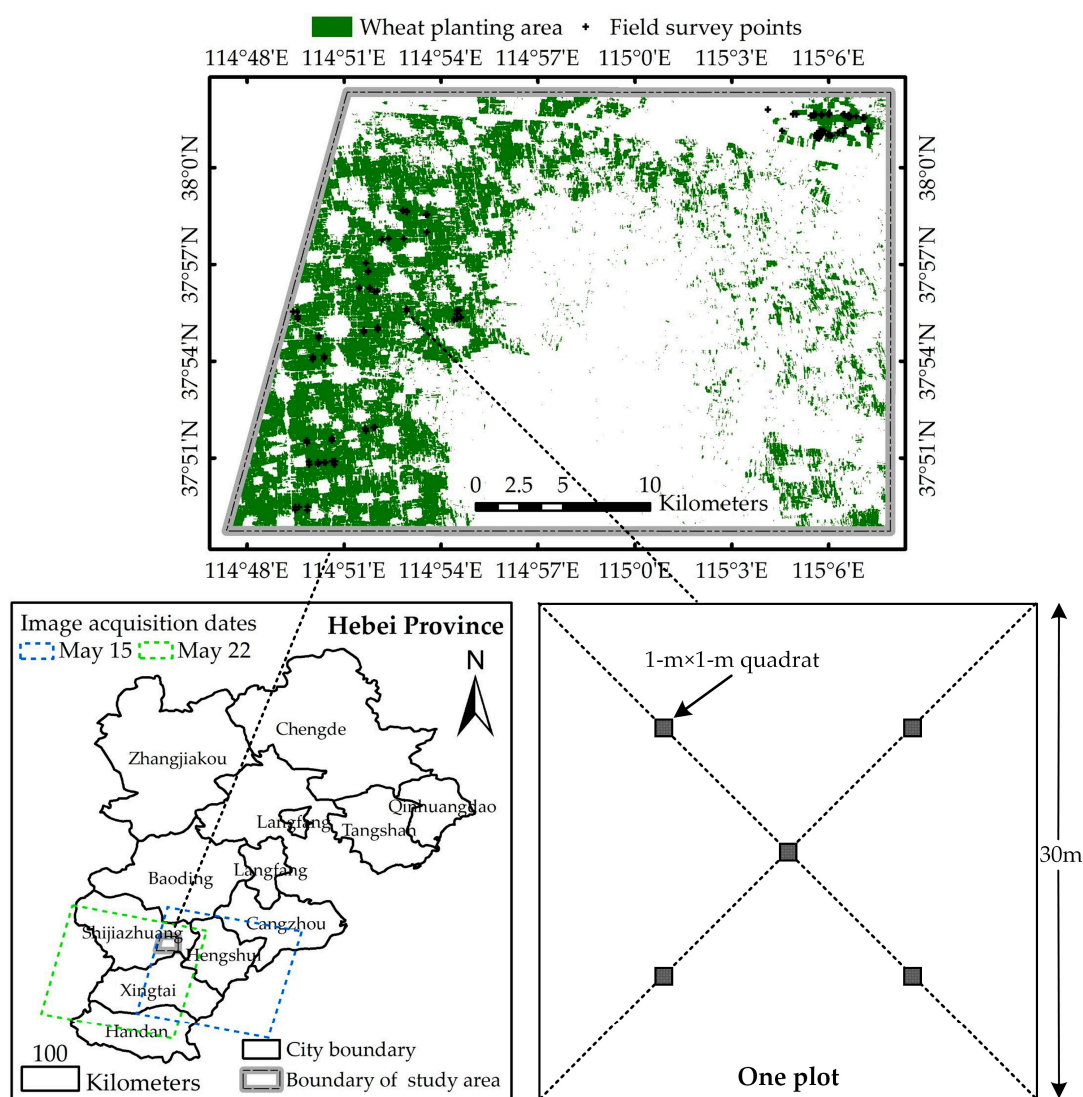 Wheat planting area + Field survey points
114°48'E 114°51'E 114°54'E 114°57'E 115°0'E 115°3'E 115°6'E
38°0'N 38°0'N
37°57'N 37°57'N
37°54'N 37°54'N
37°51'N 37°51'N
0 2.5 5 10
Kilometers
114°48'E 114°51'E 114°54'E 114°57'E 115°0'E 115°3'E 115°6'E
Image acquisition dates
Hebei Province
May 15 May 22
N
Chengde
Zhangjiakou
Qinhuangdao
Langfang
Tangshan
Langfang
Baoding
Cangzhou
Shijiazhuang
Hengshui
Xingtai
Handan
100
Kilometers
City boundary
Boundary of study area
1-m×1-m quadrat
30m
One plot